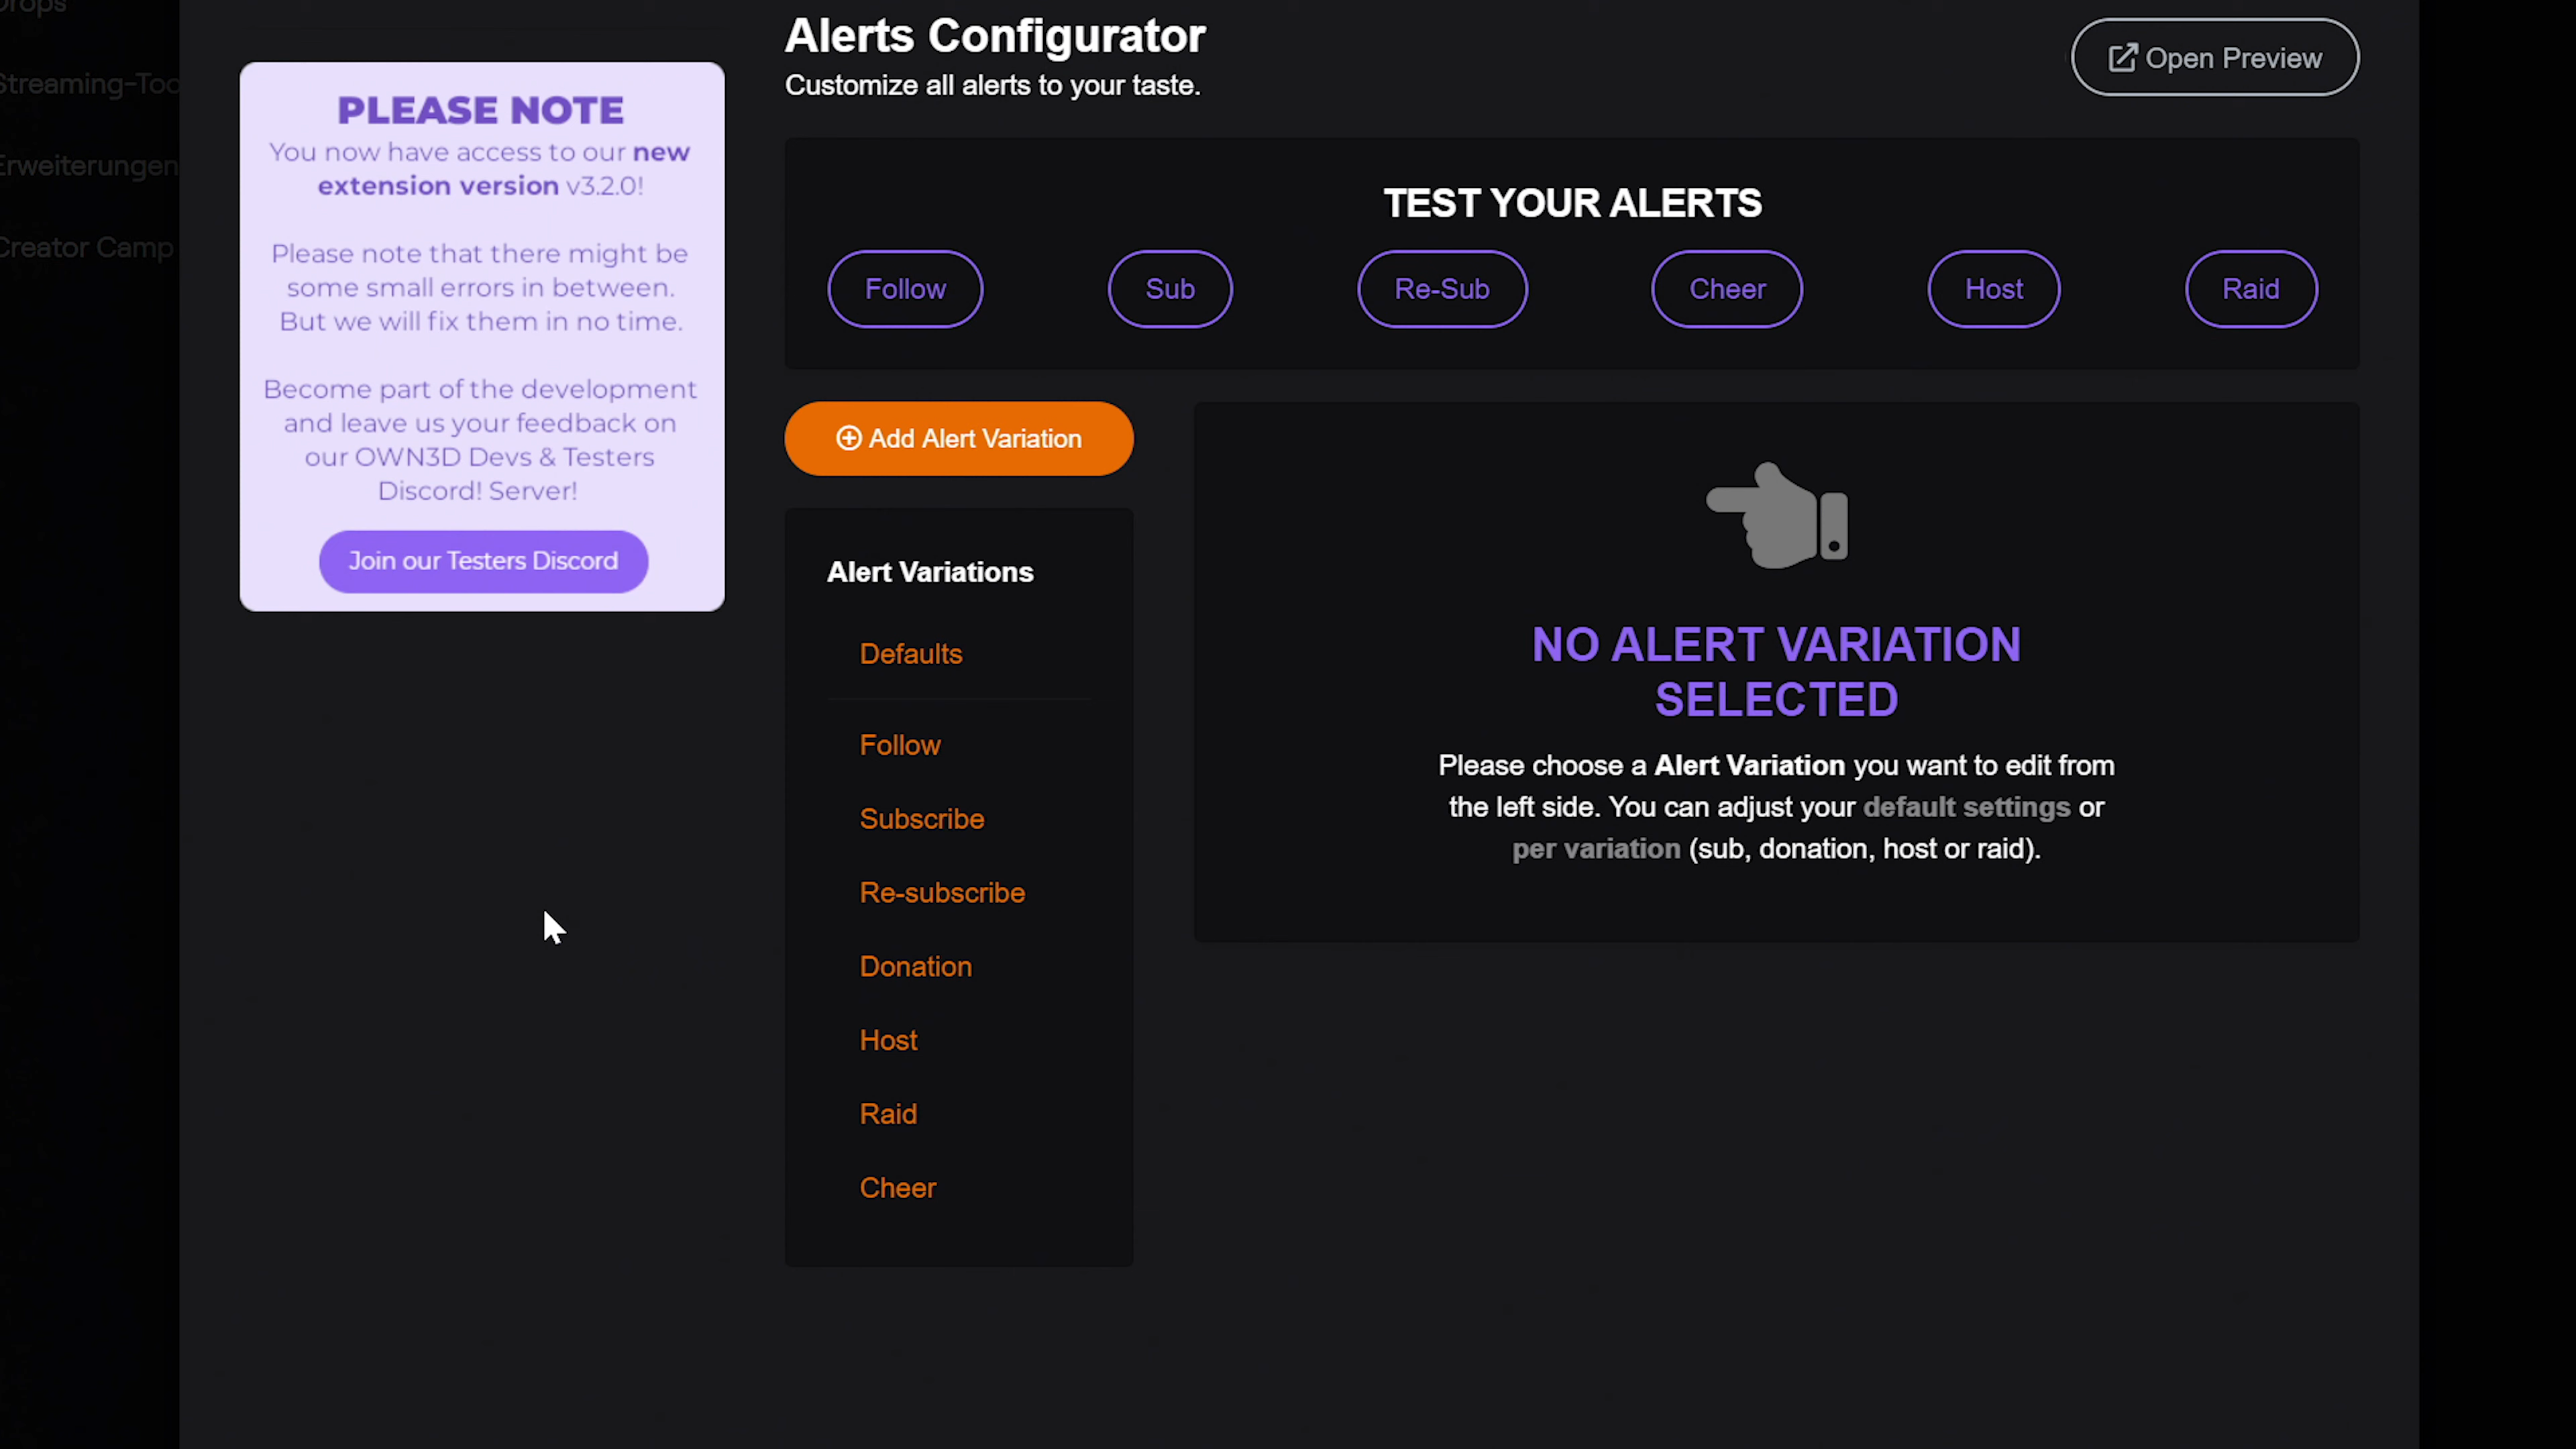 Streaming-Too
Erweiterungen
Creator Camp
PLEASE NOTE
You now have access to our new
extension version v3.2.0!
Please note that there might be
some small errors in between.
But we will fix them in no time.
Become part of the development
and leave us your feedback on
our OWN3D Devs & Testers
Discord! Server!
Join our Testers Discord
Alerts Configurator
Customize all alerts to your taste.
Open Preview
TEST YOUR ALERTS
Follow
Sub
Re-Sub
Cheer
Host
Raid
Add Alert Variation
Alert Variations
Defaults
Follow
Subscribe
Re-subscribe
Donation
Host
Raid
Cheer
NO ALERT VARIATION
SELECTED
Please choose a Alert Variation you want to edit from
the left side. You can adjust your default settings or
per variation (sub, donation, host or raid).